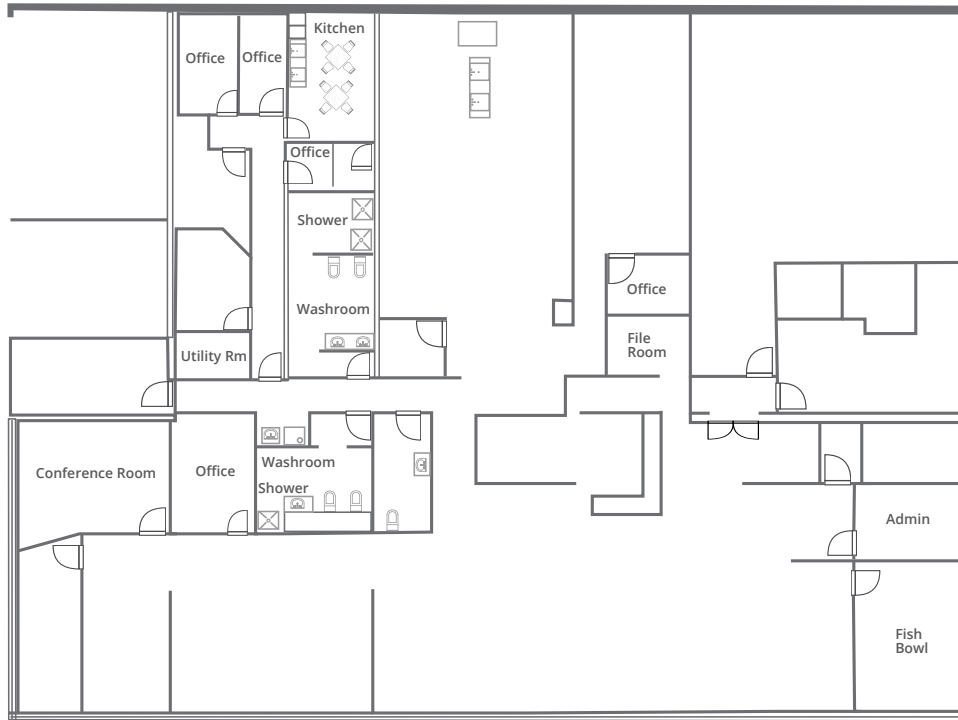 Kitchen
Office
Office
Office
Shower
Office
Washroom
File
Room
Utility Rm
Washroom
Conference Room
Office
Shower
Admin
Fish
Bowl